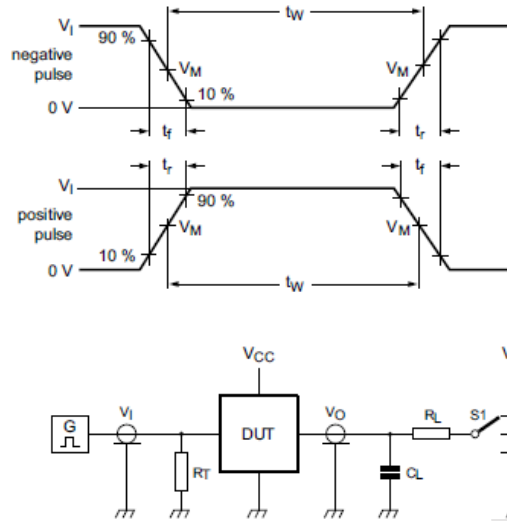 tW
VI
90 %
negative
pulse
VM
VM
10 %
0 V
tf
tr
tr
tf
VI
90 %
positive
pulse
VM
VM
10 %
0 V
tW
VCC
V
G
VI
DUT
VO
RL
S1
RT
CL